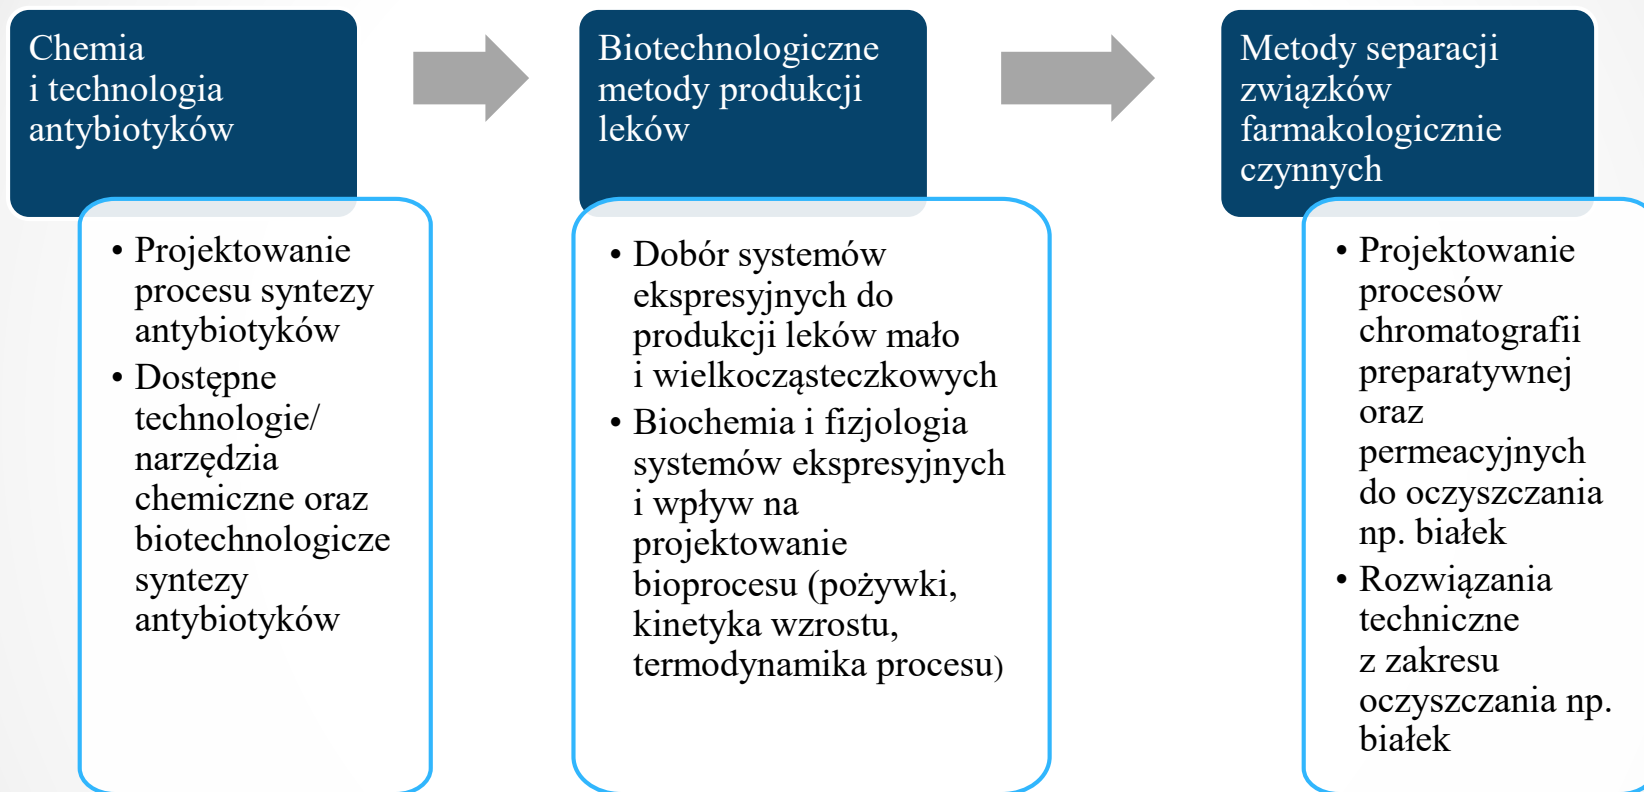 Chemia
i technologia
antybiotyków
• Projektowanie
procesu syntezy
antybiotyków
• Dostępne
technologie/
narzędzia
chemiczne oraz
biotechnologicze
syntezy
antybiotyków
Biotechnologiczne
metody produkcji
leków
• Dobór systemów
ekspresyjnych do
produkcji leków mało
i wielkocząsteczkowych
• Biochemia i fizjologia
systemów ekspresyjnych
i wpływ na
projektowanie
bioprocesu (pożywki,
kinetyka wzrostu,
termodynamika procesu)
Metody separacji
związków
farmakologicznie
czynnych
• Projektowanie
procesów
chromatografii
preparatywnej
oraz
permeacyjnych
do oczyszczania
np. białek
• Rozwiązania
techniczne
z zakresu
oczyszczania np.
białek